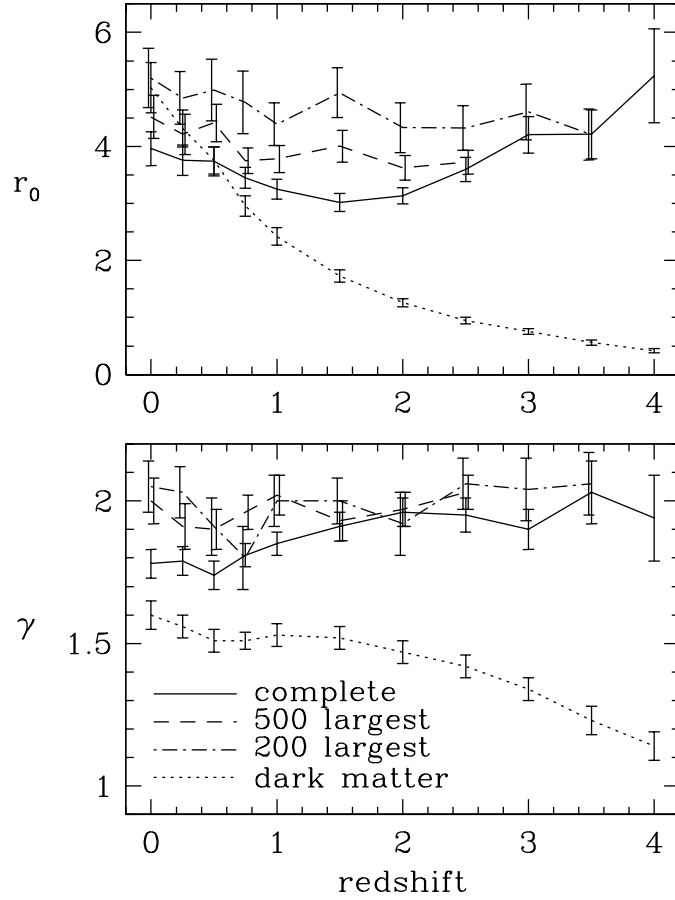 6
4
r₀
2
0
0 1 2 3 4
2
γ
1.5
complete
500 largest
200 largest
dark matter
1
0 1 2 3 4
redshift